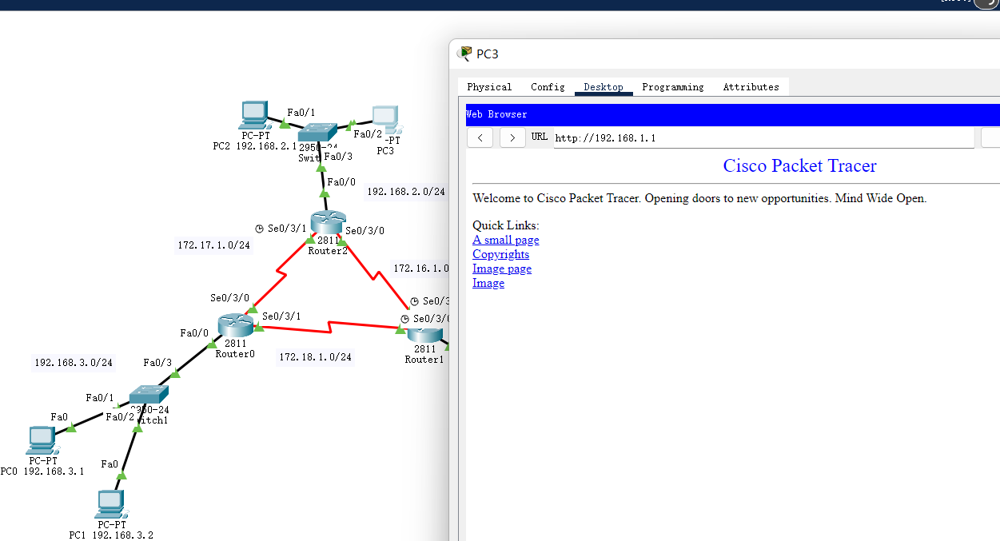 PC3
Physical Config Desktop Programming Attributes
Web Browser
< > URL http://192.168.1.1
Cisco Packet Tracer
Welcome to Cisco Packet Tracer. Opening doors to new opportunities. Mind Wide Open.
Quick Links:
A small page
Copyrights
Image page
Image
Fa0/1
PC-PT
PC2 192.168.2.1
2950-24
Swit
Fa0/2
-PT
PC3
Fa0/3
Fa0/0
192.168.2.0/24
Se0/3/1
Se0/3/0
172.17.1.0/24
2811
Router2
172.16.1.0
Se0/3/0
Se0/3/1
Se0/3
Se0/3/0
Fa0/0
2811
Router0
2811
Router1
172.18.1.0/24
192.168.3.0/24
Fa0/3
Fa0/1
Fa0/2
50-24
itch1
Fa0
PC-PT
PC0 192.168.3.1
Fa0
PC-PT
PC1 192.168.3.2